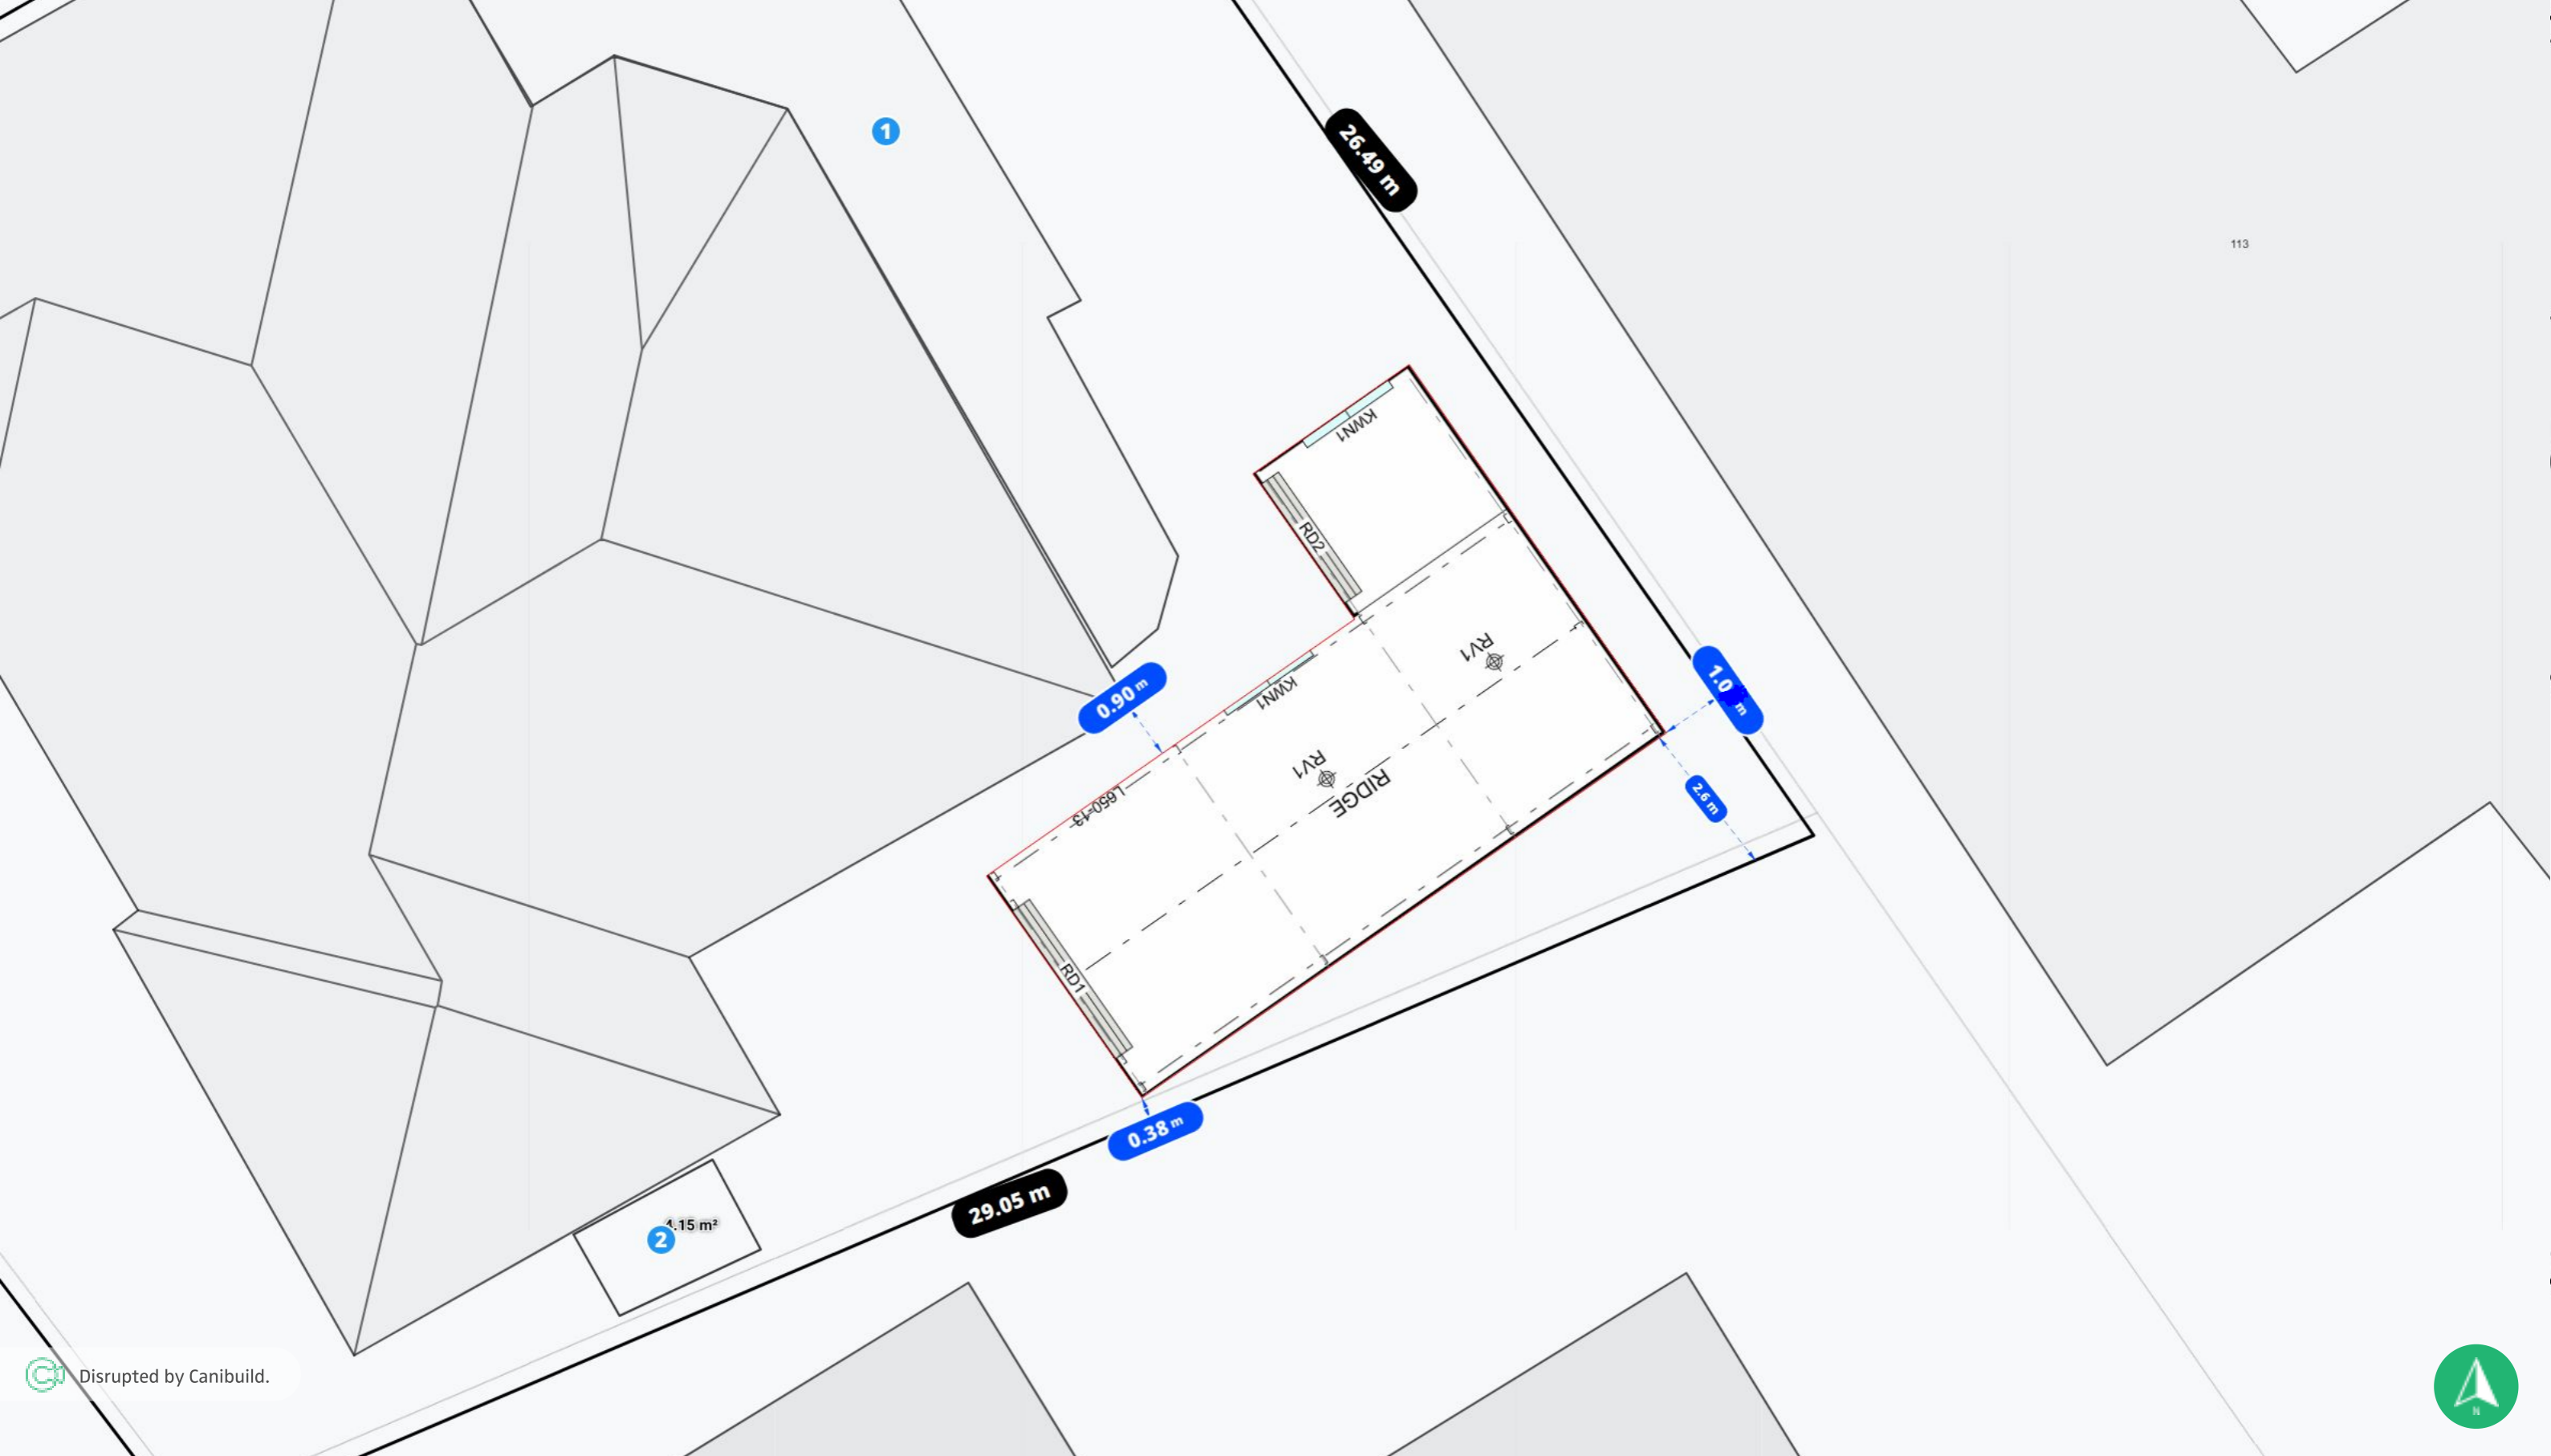 1
26.49 m
113
KWN1
RD2
RV1
0.90 m
KWN1
1.0 m
RV1
RIDGE
L650-13
2.6 m
RD1
0.38 m
29.05 m
4.15 m²
2
Disrupted by Canibuild.
N